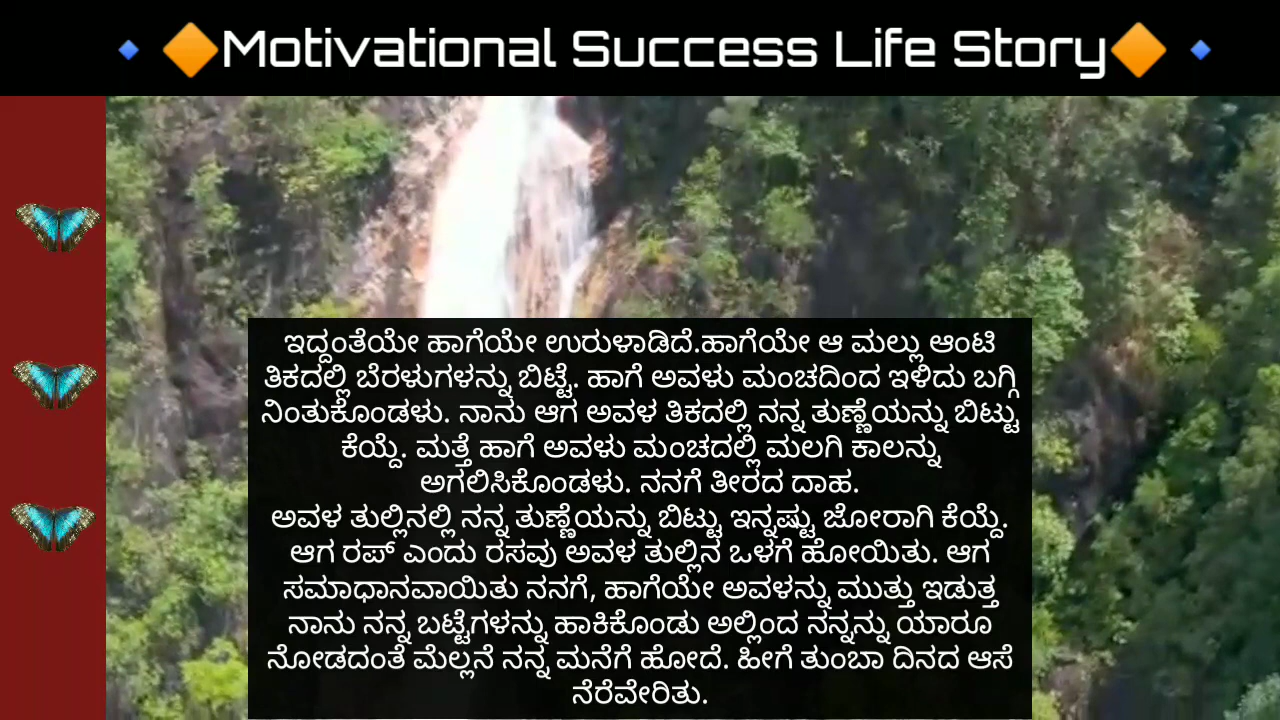 🔹🔶Motivational Success Life Story🔶🔹
ಇದ್ದಂತೆಯೇ ಹಾಗೆಯೇ ಉರುಳಾಡಿದೆ.ಹಾಗೆಯೇ ಆ ಮಲ್ಲು ಆಂಟಿ
ತಿಕದಲ್ಲಿ ಬೆರಳುಗಳನ್ನು ಬಿಟ್ಟೆ. ಹಾಗೆ ಅವಳು ಮಂಚದಿಂದ ಇಳಿದು ಬಗ್ಗಿ
ನಿಂತುಕೊಂಡಳು. ನಾನು ಆಗ ಅವಳ ತಿಕದಲ್ಲಿ ನನ್ನ ತುಣ್ಣೆಯನ್ನು ಬಿಟ್ಟು
ಕೆಯ್ದೆ. ಮತ್ತೆ ಹಾಗೆ ಅವಳು ಮಂಚದಲ್ಲಿ ಮಲಗಿ ಕಾಲನ್ನು
ಅಗಲಿಸಿಕೊಂಡಳು. ನನಗೆ ತೀರದ ದಾಹ.
ಅವಳ ತುಲ್ಲಿನಲ್ಲಿ ನನ್ನ ತುಣ್ಣೆಯನ್ನು ಬಿಟ್ಟು ಇನ್ನಷ್ಟು ಜೋರಾಗಿ ಕೆಯ್ದೆ.
ಆಗ ರಪ್ ಎಂದು ರಸವು ಅವಳ ತುಲ್ಲಿನ ಒಳಗೆ ಹೋಯಿತು. ಆಗ
ಸಮಾಧಾನವಾಯಿತು ನನಗೆ, ಹಾಗೆಯೇ ಅವಳನ್ನು ಮುತ್ತು ಇಡುತ್ತ
ನಾನು ನನ್ನ ಬಟ್ಟೆಗಳನ್ನು ಹಾಕಿಕೊಂಡು ಅಲ್ಲಿಂದ ನನ್ನನ್ನು ಯಾರೂ
ನೋಡದಂತೆ ಮೆಲ್ಲನೆ ನನ್ನ ಮನೆಗೆ ಹೋದೆ. ಹೀಗೆ ತುಂಬಾ ದಿನದ ಆಸೆ
ನೆರೆವೇರಿತು.